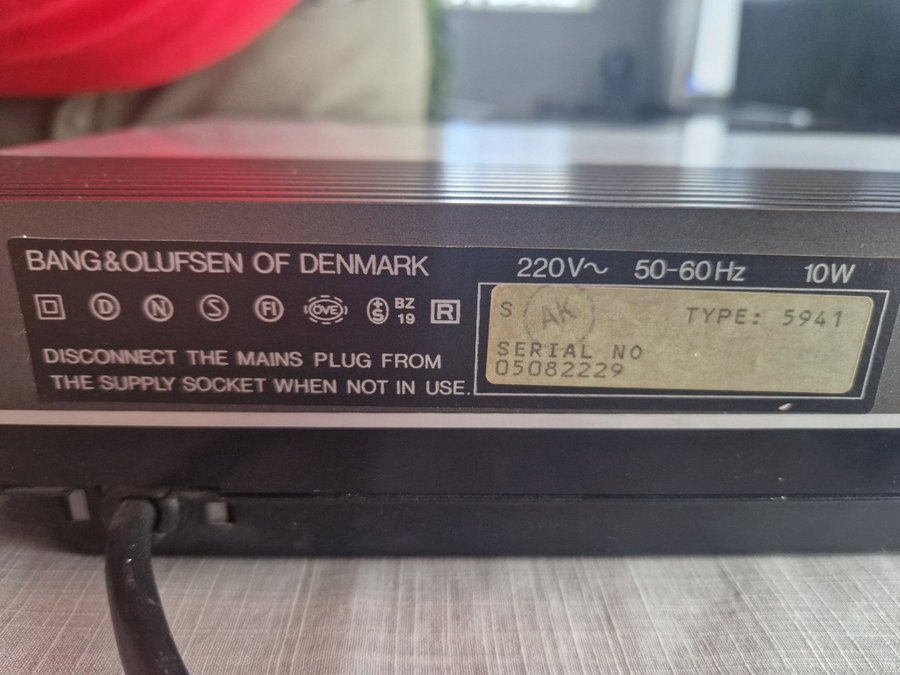 BANG&OLUFSEN OF DENMARK
D N S FI ÖVE +S BZ 19 R
DISCONNECT THE MAINS PLUG FROM
THE SUPPLY SOCKET WHEN NOT IN USE.
220V~ 50-60Hz 10W
S AK TYPE: 5941
SERIAL NO
05082229